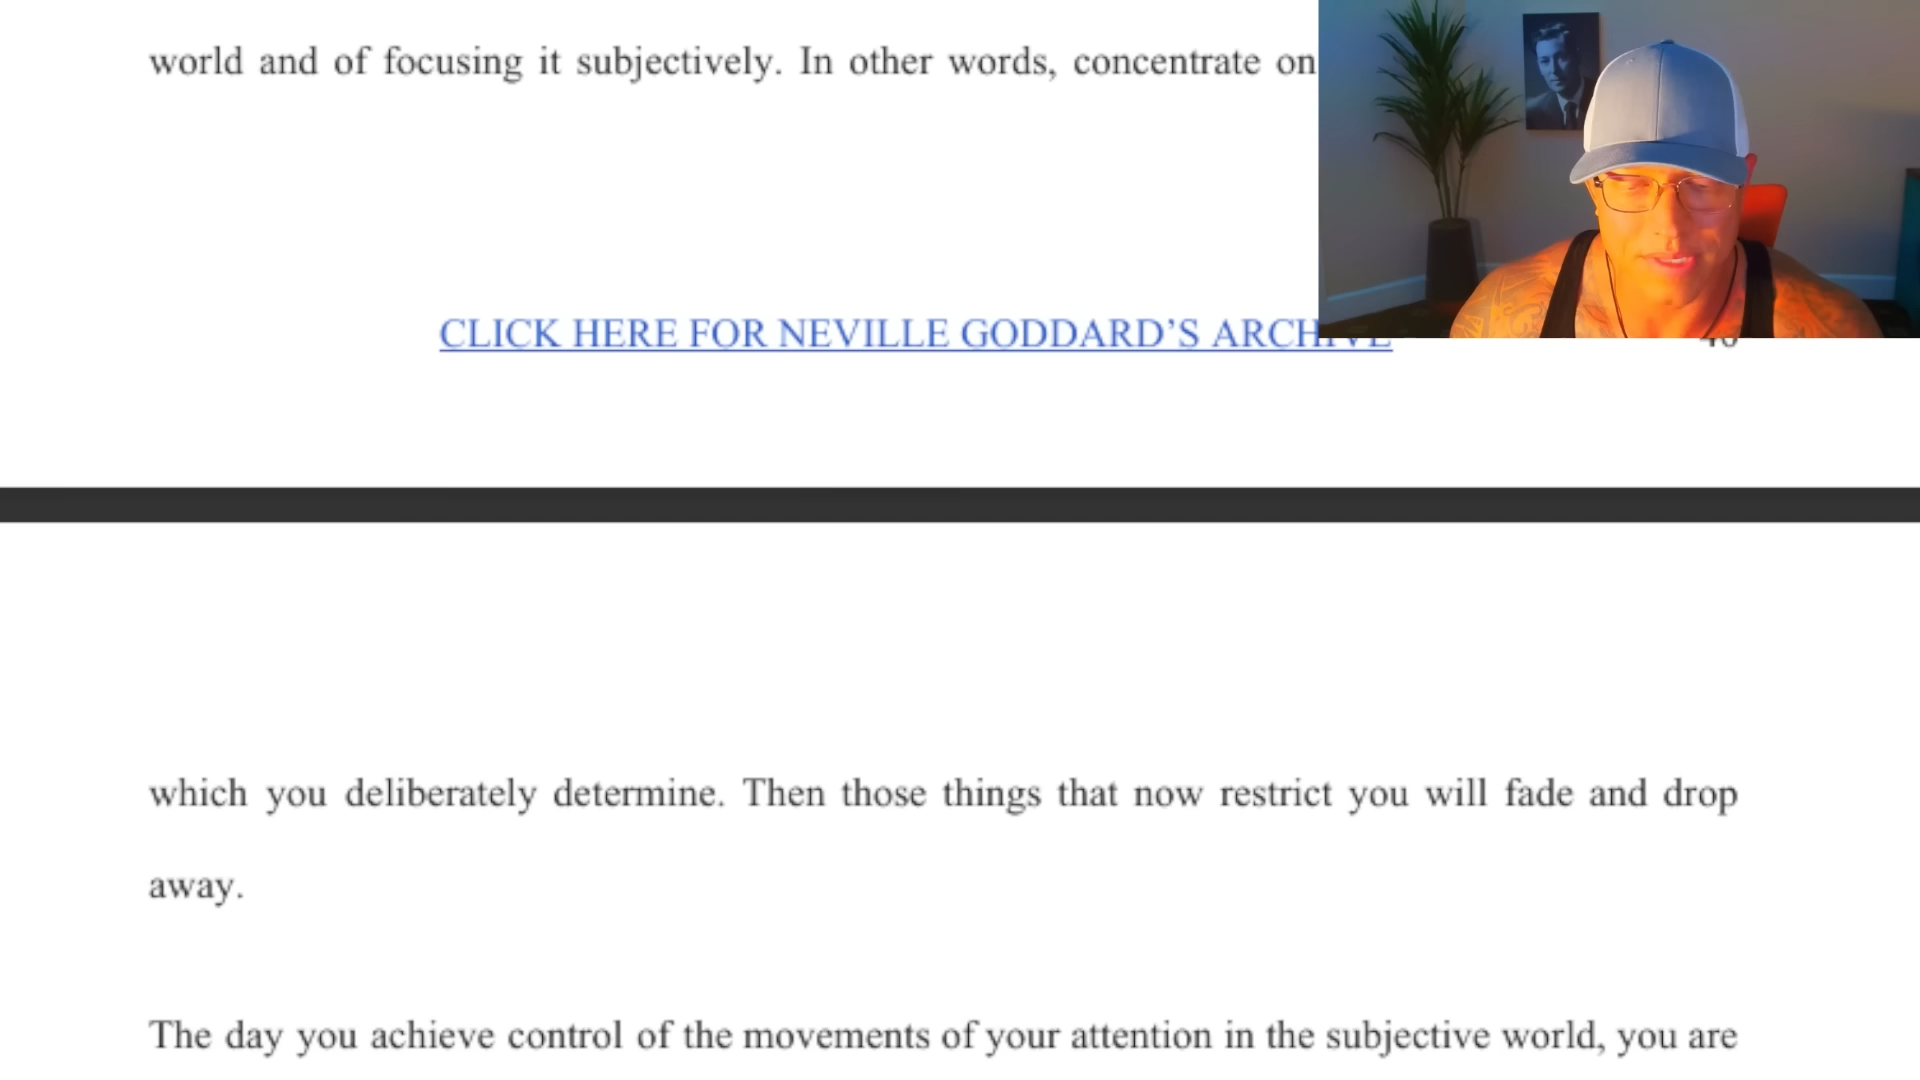 world and of focusing it subjectively. In other words, concentrate on
CLICK HERE FOR NEVILLE GODDARD’S ARCHIVE
which you deliberately determine. Then those things that now restrict you will fade and drop
away.
The day you achieve control of the movements of your attention in the subjective world, you are